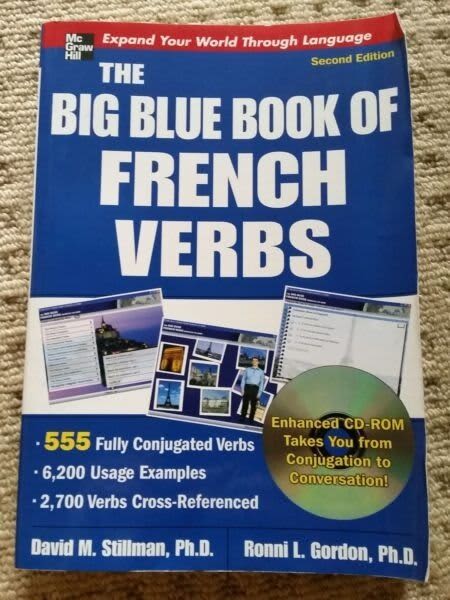 Mc
Graw
Hill
Expand Your World Through Language
Second Edition
THE
BIG BLUE BOOK OF
FRENCH
VERBS
Enhanced CD-ROM
Takes You from
Conjugation to
Conversation!
· 555 Fully Conjugated Verbs
· 6,200 Usage Examples
· 2,700 Verbs Cross-Referenced
David M. Stillman, Ph.D.
Ronni L. Gordon, Ph.D.